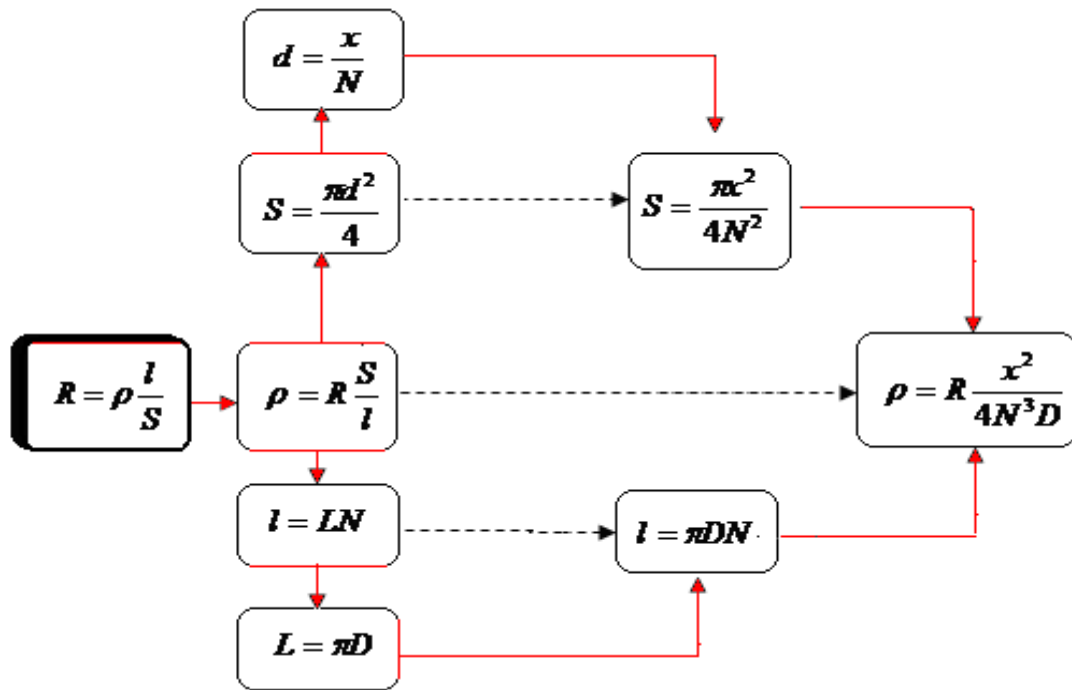 d = x/N
S = πd²/4
S = πx²/4N²
R = ρ l/S
ρ = R S/l
ρ = R x²/4N³D
l = LN
l = πDN.
L = πD